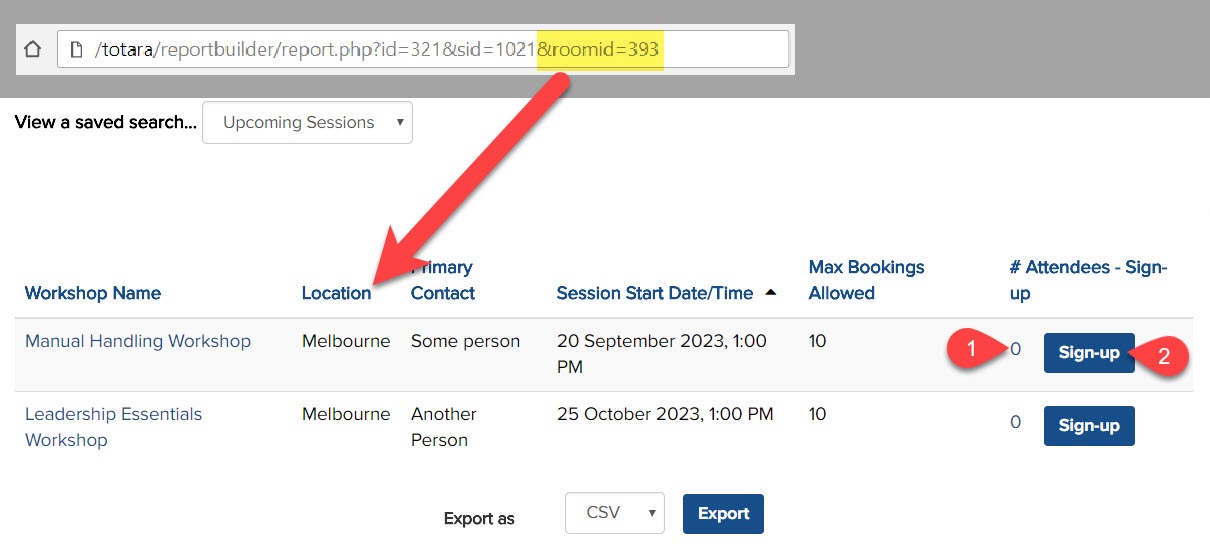 /totara/reportbuilder/report.php?id=321&sid=1021&roomid=393
View a saved search... Upcoming Sessions
Workshop Name Location Primary Contact Session Start Date/Time Max Bookings Allowed # Attendees - Sign-up
Manual Handling Workshop Melbourne Some person 20 September 2023, 1:00 PM 10 1 0 Sign-up 2
Leadership Essentials Workshop Melbourne Another Person 25 October 2023, 1:00 PM 10 0 Sign-up
Export as CSV Export